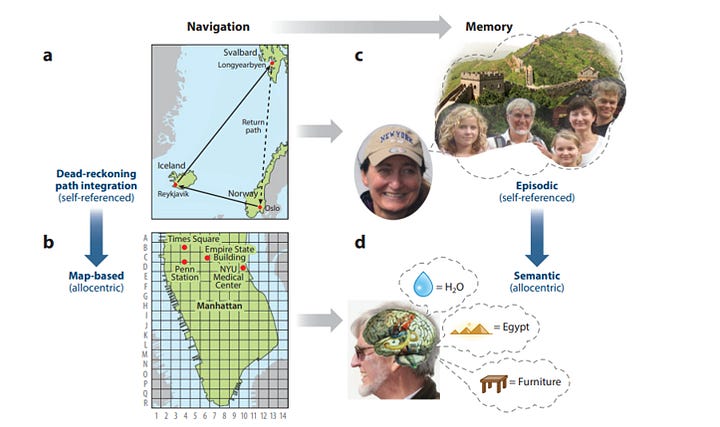 Navigation
Memory
a
Svalbard
Longyearbyen
Return
path
Iceland
Reykjavik
Norway
Oslo
c
NEW YORK
Dead-reckoning
path integration
(self-referenced)
Episodic
(self-referenced)
b
A
B
C
D
E
F
G
H
I
J
K
L
M
N
O
P
Q
R
Times Square
Empire State
Building
Penn
Station
NYU
Medical
Center
Manhattan
1 2 3 4 5 6 7 8 9 10 11 12 13 14
Map-based
(allocentric)
d
Semantic
(allocentric)
= H₂O
= Egypt
= Furniture